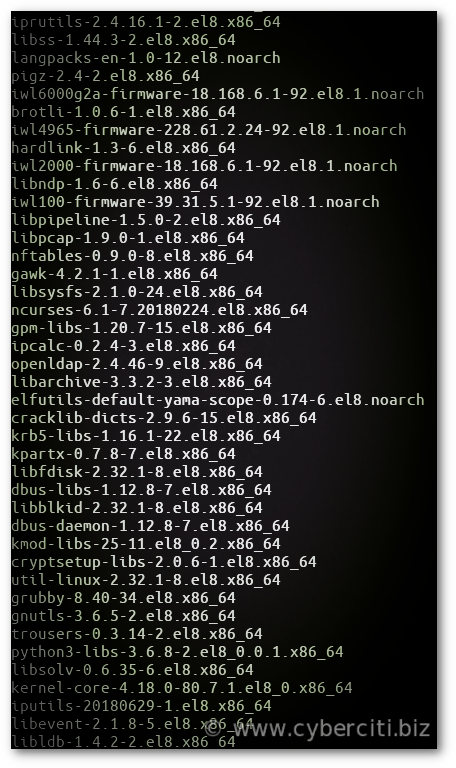 iprutils-2.4.16.1-2.el8.x86_64
libss-1.44.3-2.el8.x86_64
langpacks-en-1.0-12.el8.noarch
pigz-2.4-2.el8.x86_64
iwl6000g2a-firmware-18.168.6.1-92.el8.1.noarch
brotli-1.0.6-1.el8.x86_64
iwl4965-firmware-228.61.2.24-92.el8.1.noarch
hardlink-1.3-6.el8.x86_64
iwl2000-firmware-18.168.6.1-92.el8.1.noarch
libndp-1.6-6.el8.x86_64
iwl100-firmware-39.31.5.1-92.el8.1.noarch
libpipeline-1.5.0-2.el8.x86_64
libpcap-1.9.0-1.el8.x86_64
nftables-0.9.0-8.el8.x86_64
gawk-4.2.1-1.el8.x86_64
libsysfs-2.1.0-24.el8.x86_64
ncurses-6.1-7.20180224.el8.x86_64
gpm-libs-1.20.7-15.el8.x86_64
ipcalc-0.2.4-3.el8.x86_64
openldap-2.4.46-9.el8.x86_64
libarchive-3.3.2-3.el8.x86_64
elfutils-default-yama-scope-0.174-6.el8.noarch
cracklib-dicts-2.9.6-15.el8.x86_64
krb5-libs-1.16.1-22.el8.x86_64
kpartx-0.7.8-7.el8.x86_64
libfdisk-2.32.1-8.el8.x86_64
dbus-libs-1.12.8-7.el8.x86_64
libblkid-2.32.1-8.el8.x86_64
dbus-daemon-1.12.8-7.el8.x86_64
kmod-libs-25-11.el8_0.2.x86_64
cryptsetup-libs-2.0.6-1.el8.x86_64
util-linux-2.32.1-8.el8.x86_64
grubby-8.40-34.el8.x86_64
gnutls-3.6.5-2.el8.x86_64
trousers-0.3.14-2.el8.x86_64
python3-libs-3.6.8-2.el8_0.0.1.x86_64
libsolv-0.6.35-6.el8.x86_64
kernel-core-4.18.0-80.7.1.el8_0.x86_64
iputils-20180629-1.el8.x86_64
libevent-2.1.8-5.el8.x86_64
© www.cyberciti.biz
libldb-1.4.2-2.el8.x86_64